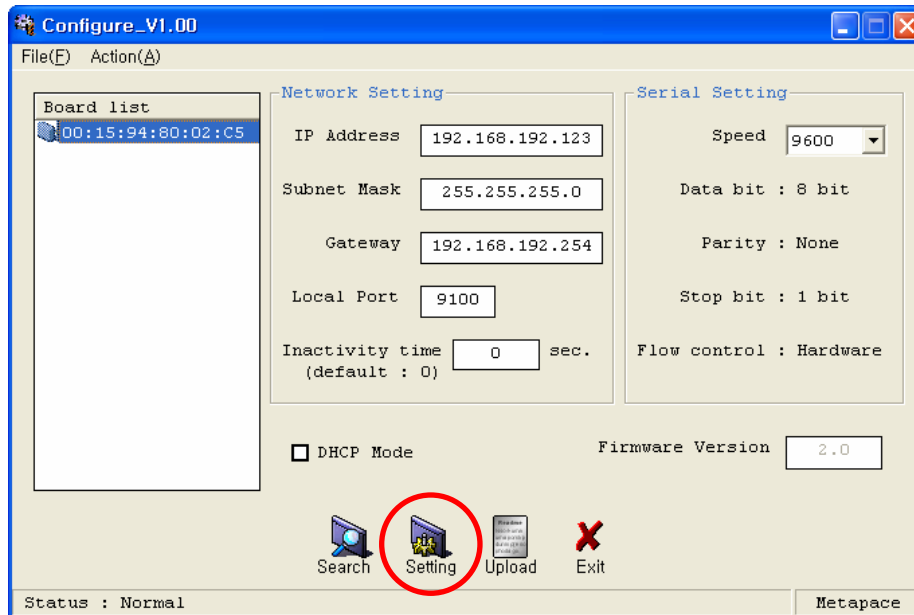 Configure_V1.00
File(F) Action(A)
Board list
00:15:94:80:02:C5
Network Setting
IP Address 192.168.192.123
Subnet Mask 255.255.255.0
Gateway 192.168.192.254
Local Port 9100
Inactivity time 0 sec.
(default : 0)
Serial Setting
Speed 9600
Data bit : 8 bit
Parity : None
Stop bit : 1 bit
Flow control : Hardware
DHCP Mode
Firmware Version 2.0
Search Setting Upload Exit
Status : Normal Metapace